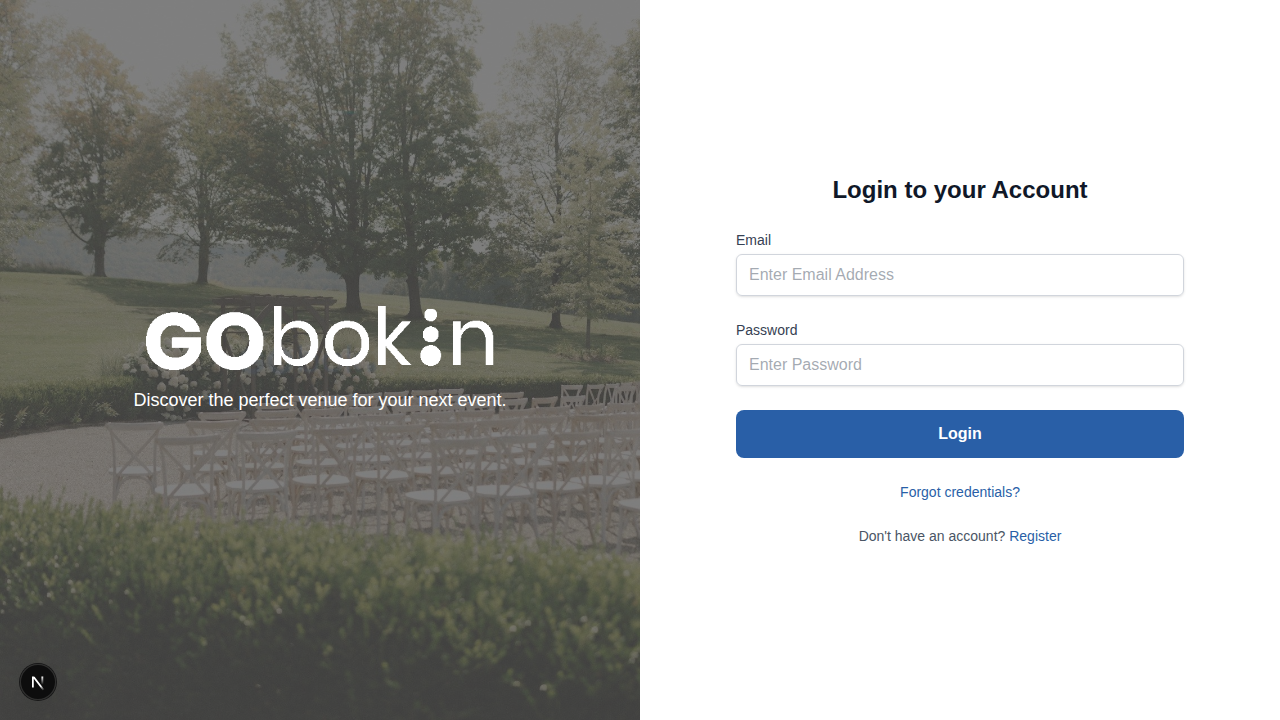 GObokin
Discover the perfect venue for your next event.
Login to your Account
Email
Enter Email Address
Password
Enter Password
Login
Forgot credentials?
Don't have an account? Register
N